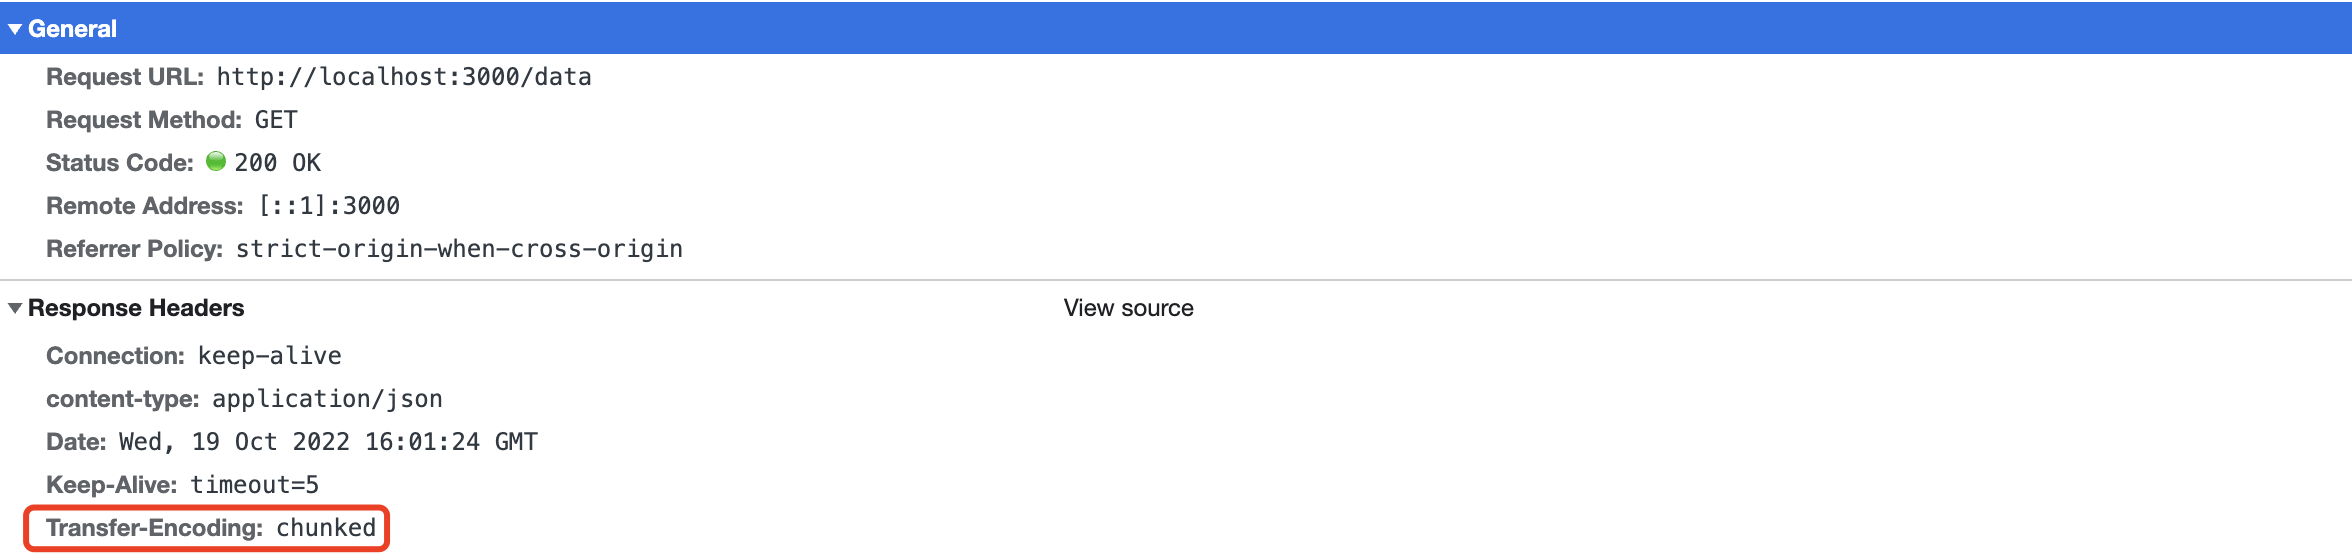 General
Request URL: http://localhost:3000/data
Request Method: GET
Status Code: 200 OK
Remote Address: [::1]:3000
Referrer Policy: strict-origin-when-cross-origin
Response Headers View source
Connection: keep-alive
content-type: application/json
Date: Wed, 19 Oct 2022 16:01:24 GMT
Keep-Alive: timeout=5
Transfer-Encoding: chunked